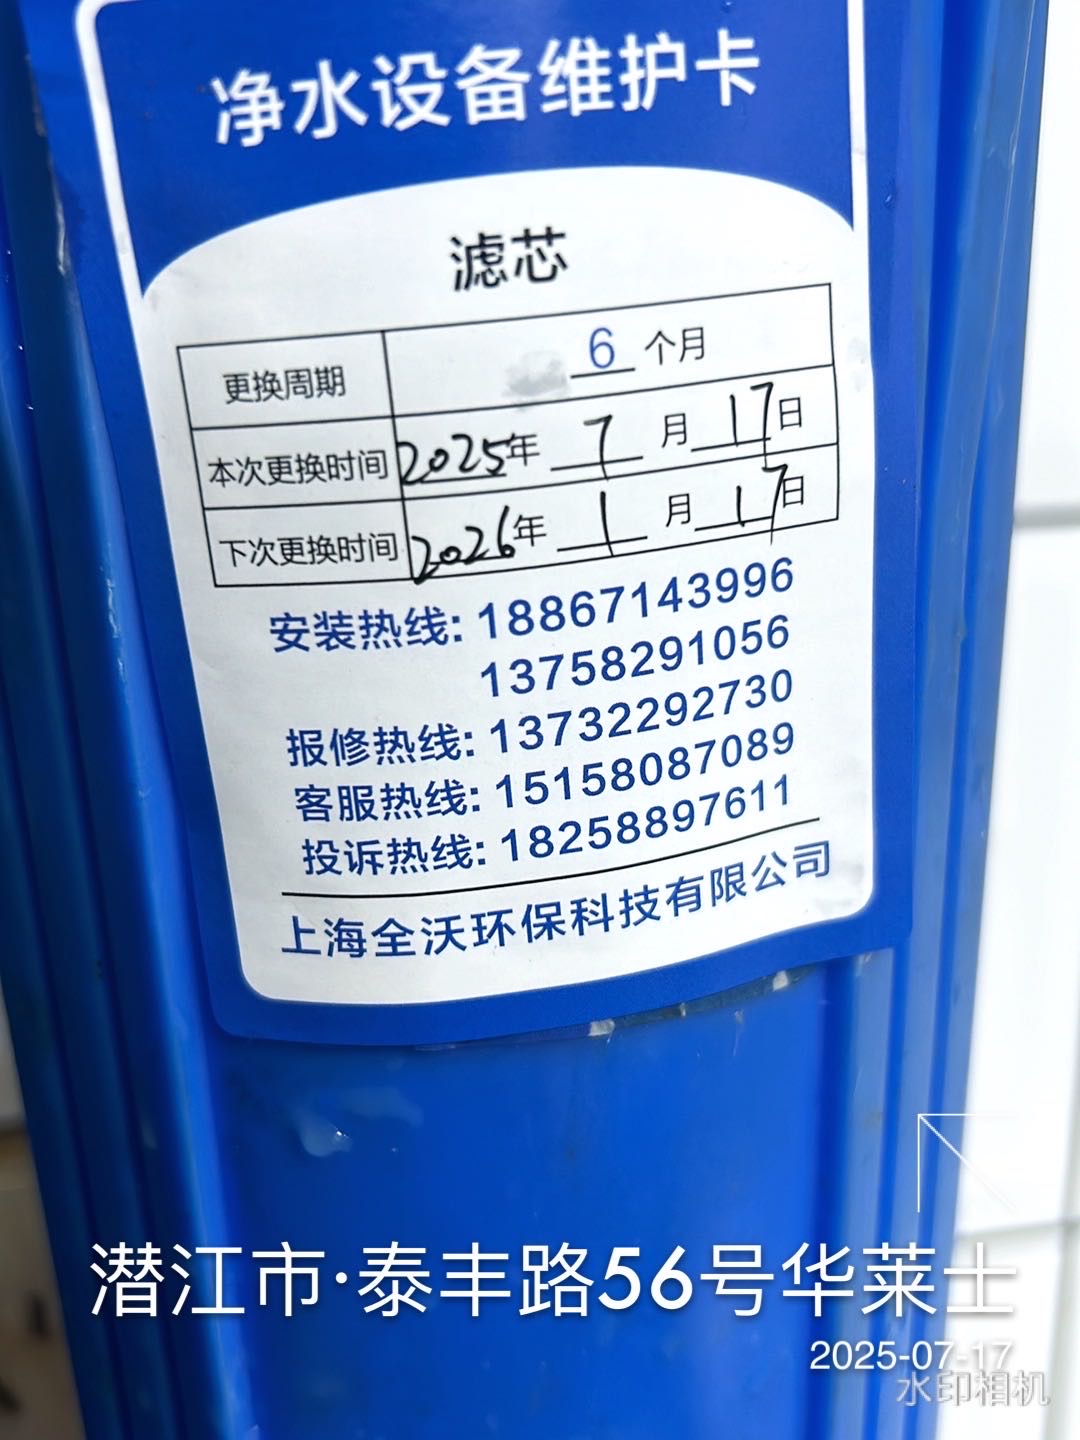 净水设备维护卡
滤芯
更换周期 6 个月
本次更换时间 2025年 7 月 17日
下次更换时间 2026年 1 月 17日
安装热线: 18867143996
13758291056
报修热线: 13732292730
客服热线: 15158087089
投诉热线: 18258897611
上海全沃环保科技有限公司
潜江市·泰丰路56号华莱士
2025-07-17
水印相机